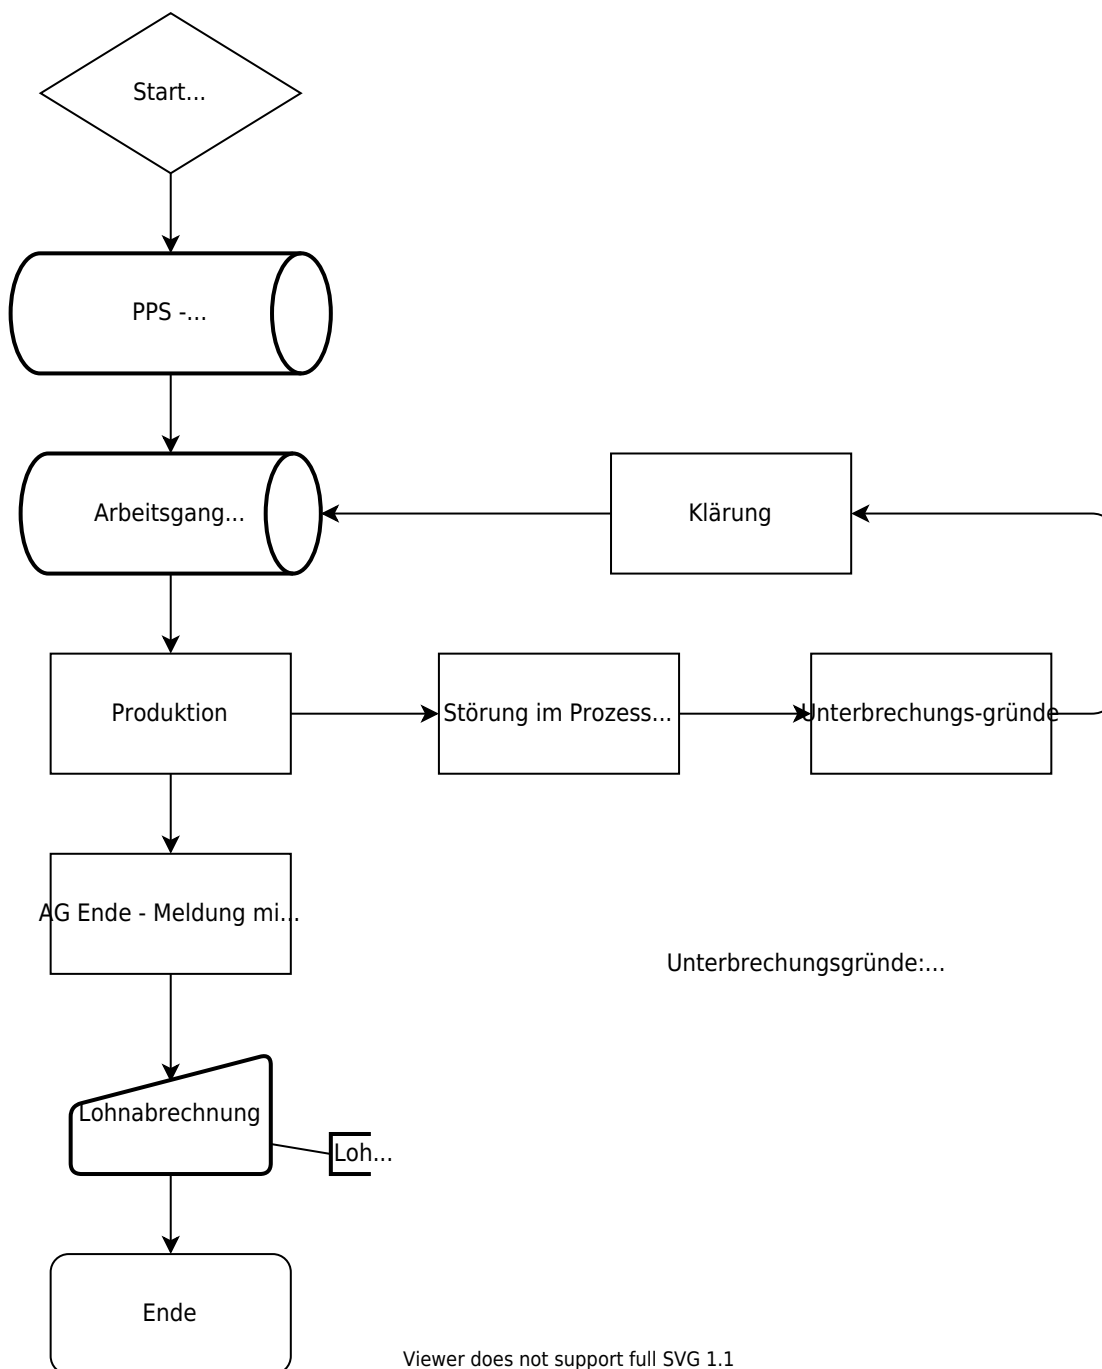 Start...
PPS -...
Arbeitsgang...
Klärung
Produktion
Störung im Prozess...
Unterbrechungs-gründe
AG Ende - Meldung mi...
Unterbrechungsgründe:...
Lohnabrechnung
Loh...
Ende
Viewer does not support full SVG 1.1